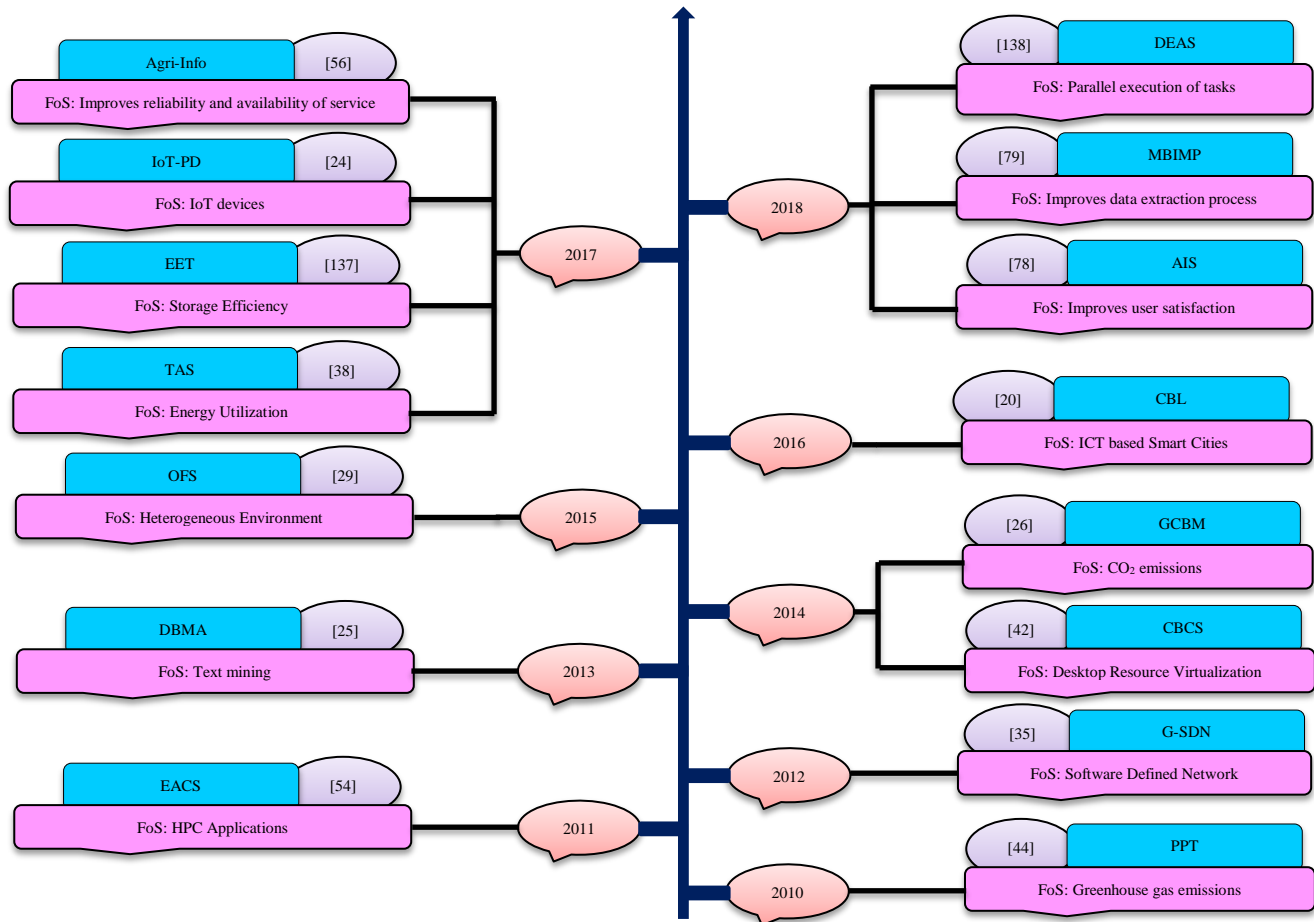 Agri-Info
[56]
FoS: Improves reliability and availability of service
IoT-PD
[24]
FoS: IoT devices
EET
[137]
FoS: Storage Efficiency
TAS
[38]
FoS: Energy Utilization
2017
OFS
[29]
FoS: Heterogeneous Environment
2015
DBMA
[25]
FoS: Text mining
2013
EACS
[54]
FoS: HPC Applications
2011
[138]
DEAS
FoS: Parallel execution of tasks
[79]
MBIMP
FoS: Improves data extraction process
[78]
AIS
FoS: Improves user satisfaction
2018
[20]
CBL
FoS: ICT based Smart Cities
2016
[26]
GCBM
FoS: CO₂ emissions
[42]
CBCS
FoS: Desktop Resource Virtualization
2014
[35]
G-SDN
FoS: Software Defined Network
2012
[44]
PPT
FoS: Greenhouse gas emissions
2010